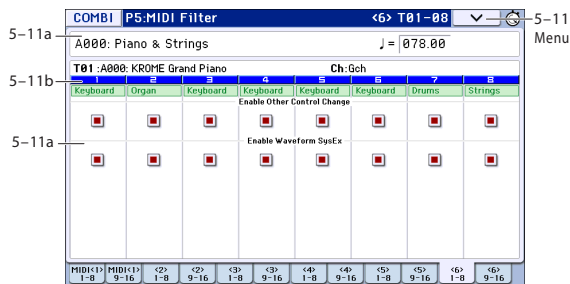 COMBI P5:MIDI Filter <6> T01-08
5-11
Menu
5-11a
A000: Piano & Strings ♩= 078.00
T01 :A000: KROME Grand Piano Ch:Gch
5-11b
1 2 3 4 5 6 7 8
Keyboard Organ Keyboard Keyboard Keyboard Keyboard Drums Strings
Enable Other Control Change
5-11a
Enable Waveform SysEx
MIDI<1> 1-8 MIDI<1> 9-16 <2> 1-8 <2> 9-16 <3> 1-8 <3> 9-16 <4> 1-8 <4> 9-16 <5> 1-8 <5> 9-16 <6> 1-8 <6> 9-16